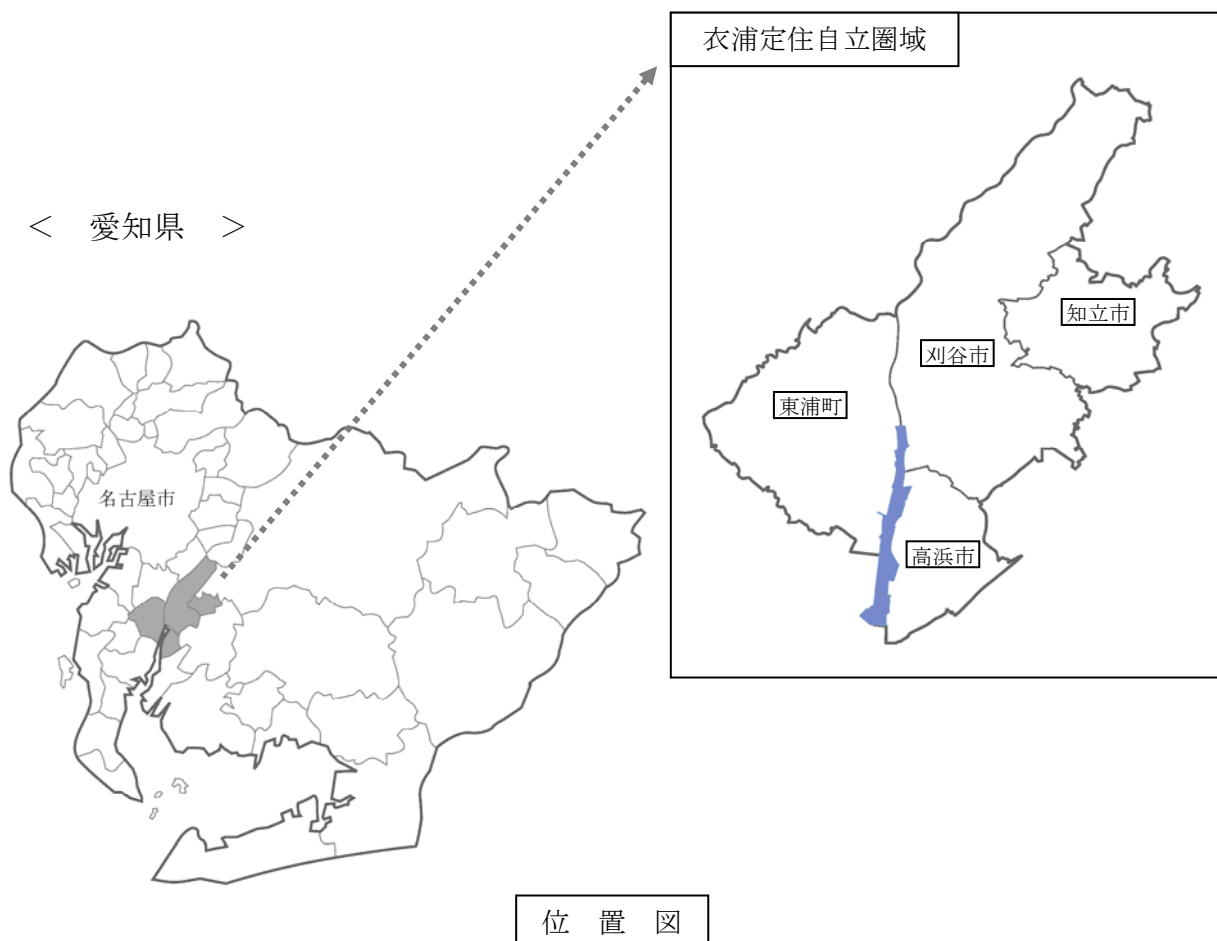 衣浦定住自立圏域
＜　愛知県　＞
知立市
刈谷市
東浦町
名古屋市
高浜市
位　置　図